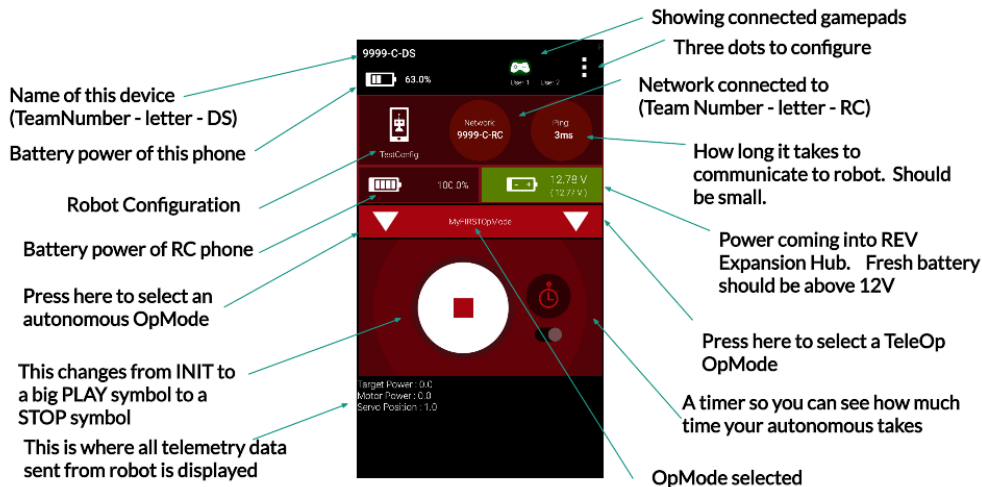 Showing connected gamepads
Three dots to configure
Network connected to
(Team Number - letter - RC)
How long it takes to
communicate to robot. Should
be small.
Power coming into REV
Expansion Hub. Fresh battery
should be above 12V
Press here to select a TeleOp
OpMode
A timer so you can see how much
time your autonomous takes
OpMode selected
Name of this device
(TeamNumber - letter - DS)
Battery power of this phone
Robot Configuration
Battery power of RC phone
Press here to select an
autonomous OpMode
This changes from INIT to
a big PLAY symbol to a
STOP symbol
This is where all telemetry data
sent from robot is displayed
9999-C-DS
63.0%
User 1 User 2
TestConfig
Network:
9999-C-RC
Ping:
3ms
100.0%
12.78 V
( 12.77 V )
MyFIRSTOpMode
Target Power : 0.0
Motor Power : 0.0
Servo Position : 1.0